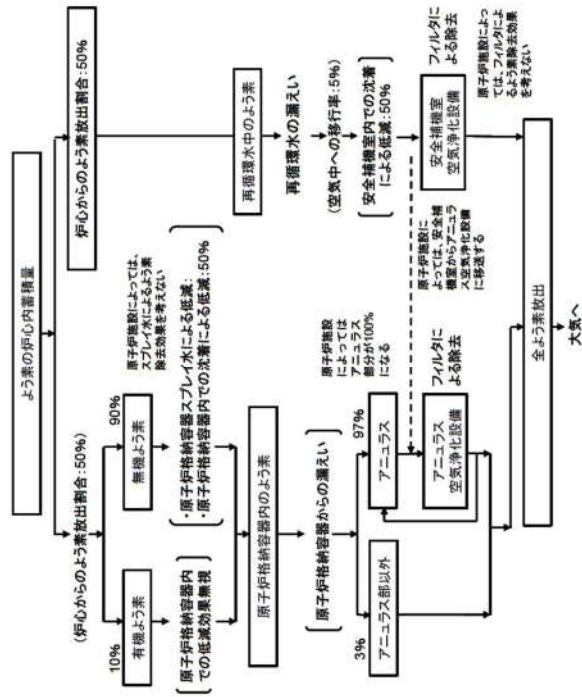 よう素の炉心内蓄積量
(炉心からのよう素放出割合:50%)
炉心からのよう素放出割合:50%
10%
有機よう素
90%
無機よう素
原子炉施設によっては、
スプレイ水によるよう素
除去効果を考えない
原子炉格納容器内
での低減効果無視
・原子炉格納容器スプレイ水による低減:
・原子炉格納容器内での沈着による低減:50%
原子炉格納容器内のよう素
原子炉格納容器からの漏えい
3%
アニュラス部以外
97%
アニュラス
原子炉施設
によっては
アニュラス
部分が100%
になる
アニュラス
空気浄化設備
フィルタに
よる除去
再循環水中のよう素
再循環水の漏えい
(空気中への移行率:5%)
安全補機室内での沈着
による低減:50%
原子炉施設に
よっては、安全補
機室からアニュラ
ス空気浄化設備
に移送する
安全補機室
空気浄化設備
フィルタに
よる除去
原子炉施設によっ
ては、フィルタによ
るよう素除去効果
を考えない
全よう素放出
大気へ